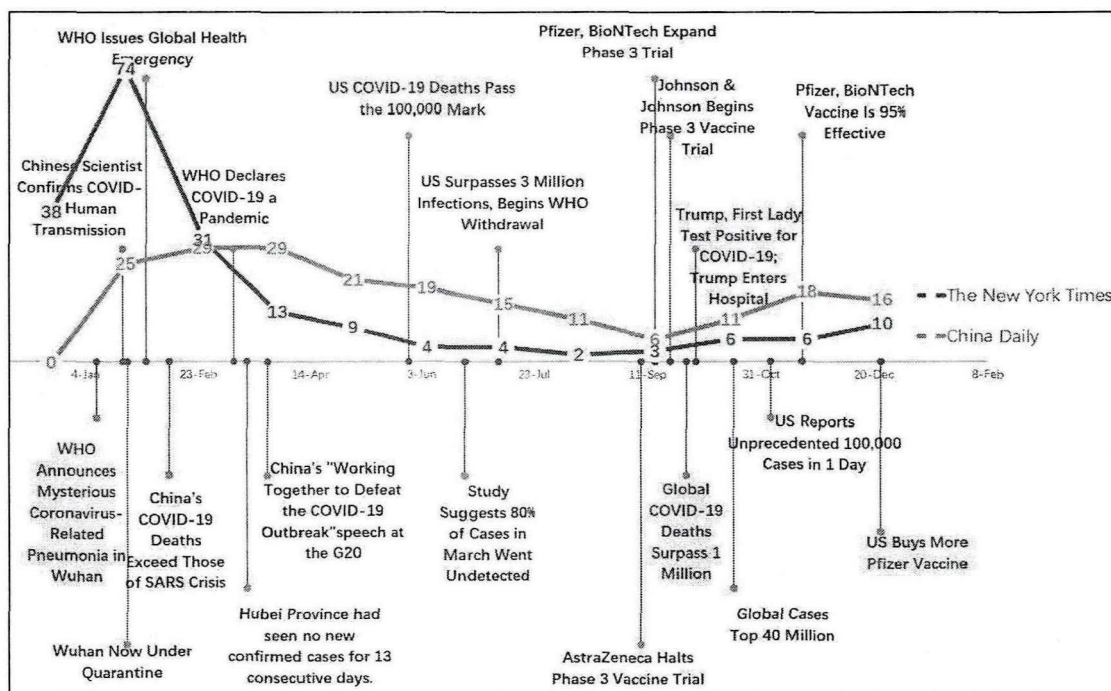 WHO Issues Global Health
Emergency
Pfizer, BioNTech Expand
Phase 3 Trial
US COVID-19 Deaths Pass
the 100,000 Mark
Johnson &
Johnson Begins
Phase 3 Vaccine
Trial
Pfizer, BioNTech
Vaccine Is 95%
Effective
Chinese Scientist
Confirms COVID-
Human
Transmission
WHO Declares
COVID-19 a
Pandemic
US Surpasses 3 Million
Infections, Begins WHO
Withdrawal
Trump, First Lady
Test Positive for
COVID-19;
Trump Enters
Hospital
38 74 31 13 9 4 4 2 3 6 6 10
0 25 29 29 21 19 15 11 6 11 18 16
The New York Times
China Daily
4-Jan 23-Feb 14-Apr 3-Jun 23-Jul 11-Sep 31-Oct 20-Dec 8-Feb
WHO
Announces
Mysterious
Coronavirus-
Related
Pneumonia in
Wuhan
China's
COVID-19
Deaths
Exceed Those
of SARS Crisis
China's "Working
Together to Defeat
the COVID-19
Outbreak"speech at
the G20
Study
Suggests 80%
of Cases in
March Went
Undetected
Global
COVID-19
Deaths
Surpass 1
Million
US Reports
Unprecedented 100,000
Cases in 1 Day
US Buys More
Pfizer Vaccine
Wuhan Now Under
Quarantine
Hubei Province had
seen no new
confirmed cases for 13
consecutive days.
AstraZeneca Halts
Phase 3 Vaccine Trial
Global Cases
Top 40 Million